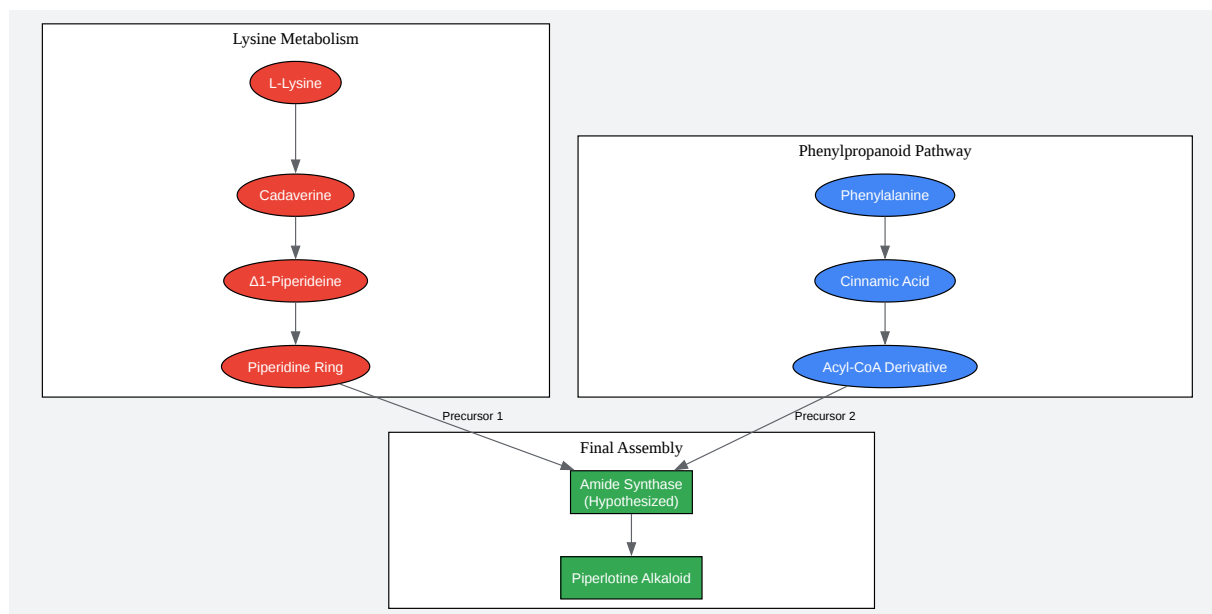 Lysine Metabolism
L-Lysine
Cadaverine
Δ1-Piperideine
Piperidine Ring
Phenylpropanoid Pathway
Phenylalanine
Cinnamic Acid
Acyl-CoA Derivative
Precursor 1
Precursor 2
Final Assembly
Amide Synthase
(Hypothesized)
Piperlotine Alkaloid